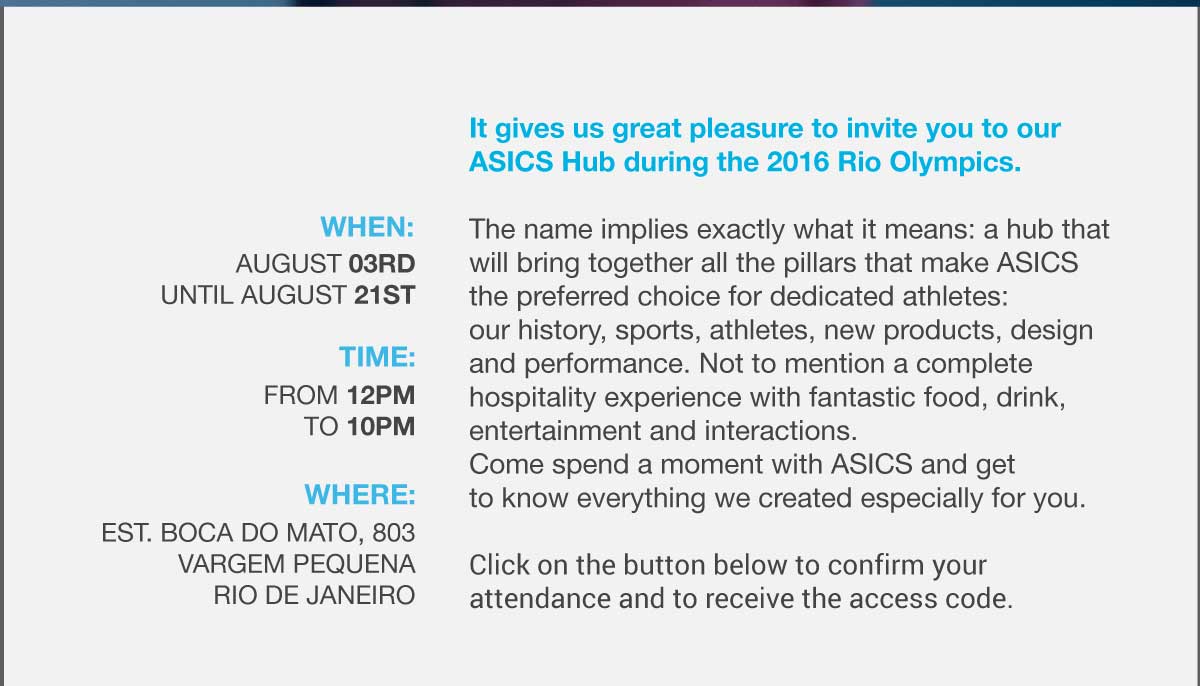 It gives us great pleasure to invite you to our
ASICS Hub during the 2016 Rio Olympics.
WHEN:
AUGUST 03RD
UNTIL AUGUST 21ST
TIME:
FROM 12PM
TO 10PM
WHERE:
EST. BOCA DO MATO, 803
VARGEM PEQUENA
RIO DE JANEIRO
The name implies exactly what it means: a hub that
will bring together all the pillars that make ASICS
the preferred choice for dedicated athletes:
our history, sports, athletes, new products, design
and performance. Not to mention a complete
hospitality experience with fantastic food, drink,
entertainment and interactions.
Come spend a moment with ASICS and get
to know everything we created especially for you.
Click on the button below to confirm your
attendance and to receive the access code.